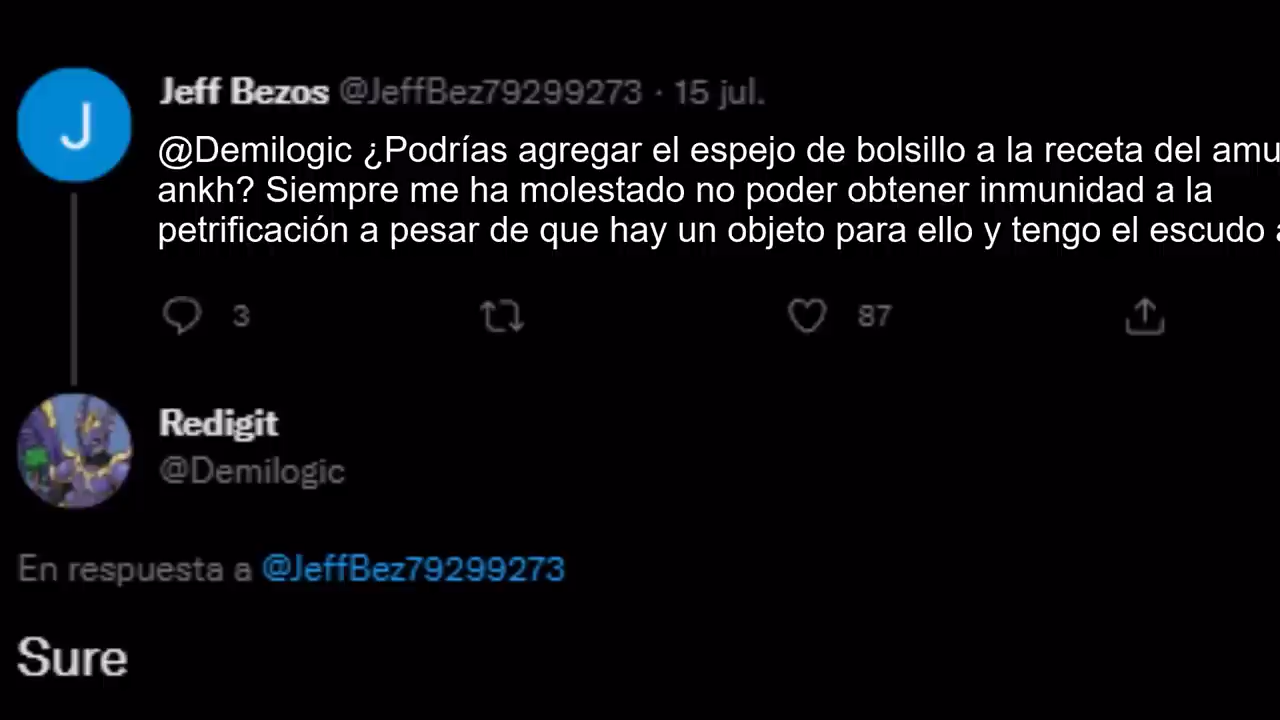 J
Jeff Bezos @JeffBez79299273 · 15 jul.
@Demilogic ¿Podrías agregar el espejo de bolsillo a la receta del
ankh? Siempre me ha molestado no poder obtener inmunidad a la
petrificación a pesar de que hay un objeto para ello y tengo el escudo
3
87
Redigit
@Demilogic
En respuesta a @JeffBez79299273
Sure